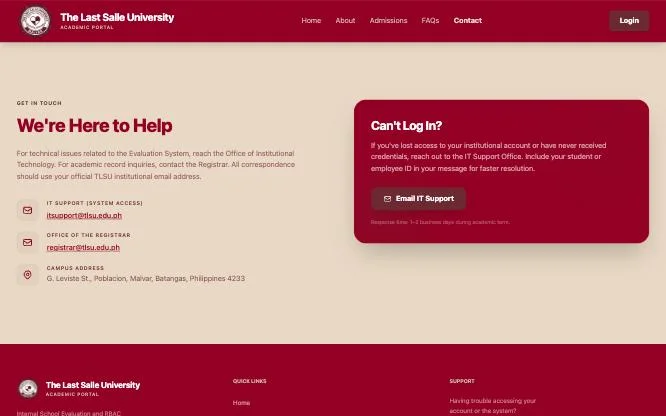 The Last Salle University
ACADEMIC PORTAL
Home
About
Admissions
FAQs
Contact
Login
GET IN TOUCH
We're Here to Help
For technical issues related to the Evaluation System, reach the Office of Institutional
Technology. For academic record inquiries, contact the Registrar. All correspondence
should use your official TLSU institutional email address.
IT SUPPORT (SYSTEM ACCESS)
itsupport@tlsu.edu.ph
OFFICE OF THE REGISTRAR
registrar@tlsu.edu.ph
CAMPUS ADDRESS
G. Leviste St., Poblacion, Malvar, Batangas, Philippines 4233
Can't Log In?
If you've lost access to your institutional account or have never received
credentials, reach out to the IT Support Office. Include your student or
employee ID in your message for faster resolution.
Email IT Support
Response time: 1–2 business days during academic term.
The Last Salle University
ACADEMIC PORTAL
Internal School Evaluation and RBAC
QUICK LINKS
Home
SUPPORT
Having trouble accessing your
account or the system?